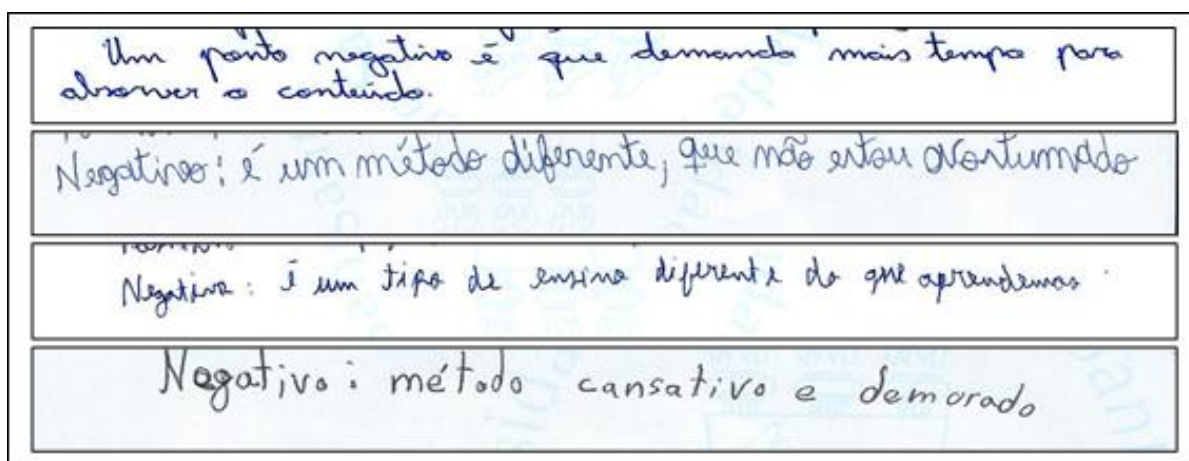 Um ponto negativo é que demanda mais tempo para
absorver o conteúdo.
Negativo: é um método diferente, que não estou acostumado
Negativo: é um tipo de ensino diferente do que aprendemos.
Negativo: método cansativo e demorado